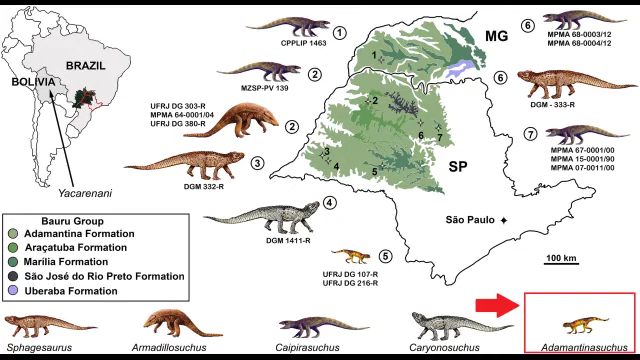 CPPLIP 1463
1
MZSP-PV 139
2
UFRJ DG 303-R
MPMA 64-0001/04
UFRJ DG 380-R
2
DGM 332-R
3
DGM 1411-R
4
UFRJ DG 107-R
UFRJ DG 216-R
5
6
MPMA 68-0003/12
MPMA 68-0004/12
6
DGM - 333-R
7
MPMA 67-0001/00
MPMA 15-0001/90
MPMA 07-0011/00
BRAZIL
BOLIVIA
Yacarenani
MG
1
2
6
7
3
4
5
SP
São Paulo
100 km
Bauru Group
Adamantina Formation
Araçatuba Formation
Marilia Formation
São José do Rio Preto Formation
Uberaba Formation
Sphagesaurus
Armadillosuchus
Caipirasuchus
Caryonosuchus
Adamantinasuchus